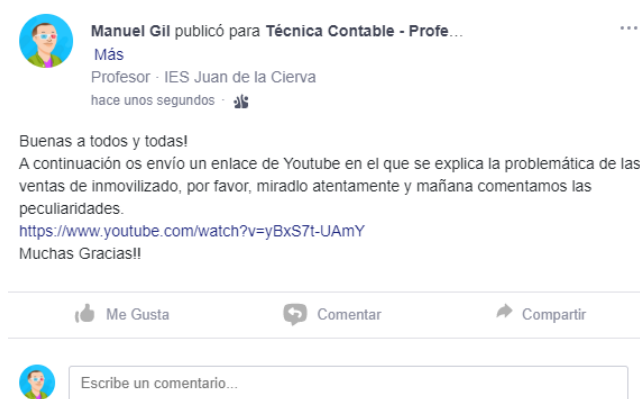 Manuel Gil publicó para Técnica Contable - Profe...
Más
Profesor · IES Juan de la Cierva
hace unos segundos ·
Buenas a todos y todas!
A continuación os envío un enlace de Youtube en el que se explica la problemática de las
ventas de inmovilizado, por favor, miradlo atentamente y mañana comentamos las
peculiaridades.
https://www.youtube.com/watch?v=yBxS7t-UAmY
Muchas Gracias!!
Me Gusta Comentar Compartir
Escribe un comentario...